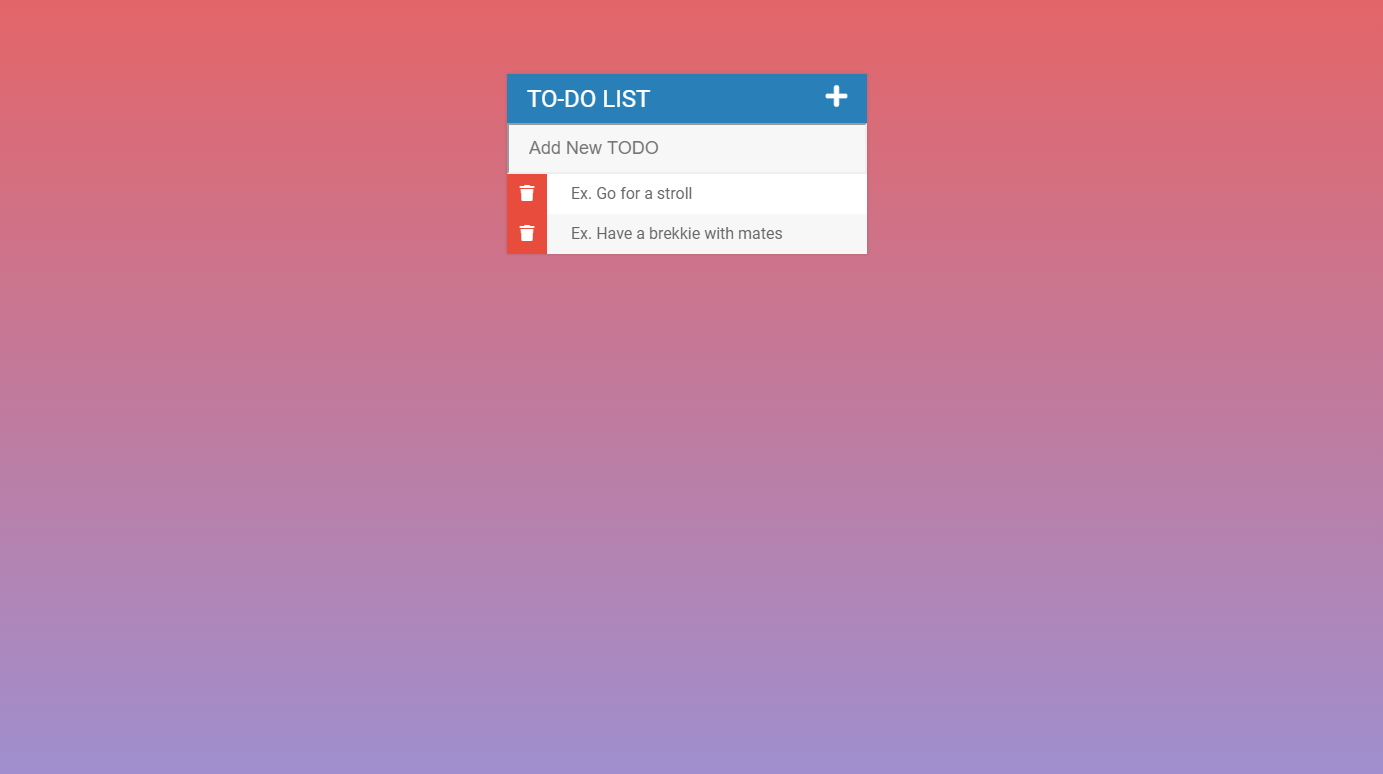 TO-DO LIST
Add New TODO
Ex. Go for a stroll
Ex. Have a brekkie with mates